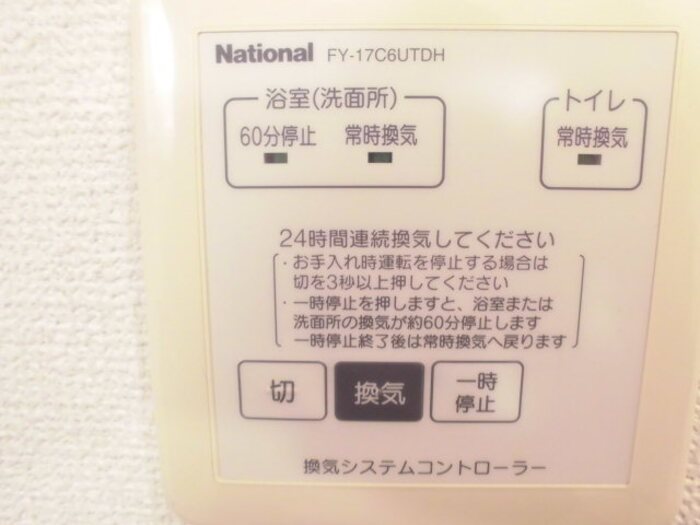 National FY-17C6UTDH
浴室(洗面所)
トイレ
60分停止 常時換気
常時換気
24時間連続換気してください
・お手入れ時運転を停止する場合は
切を3秒以上押してください
・一時停止を押しますと、浴室または
洗面所の換気が約60分停止します
一時停止終了後は常時換気へ戻ります
切
換気
一時
停止
換気システムコントローラー